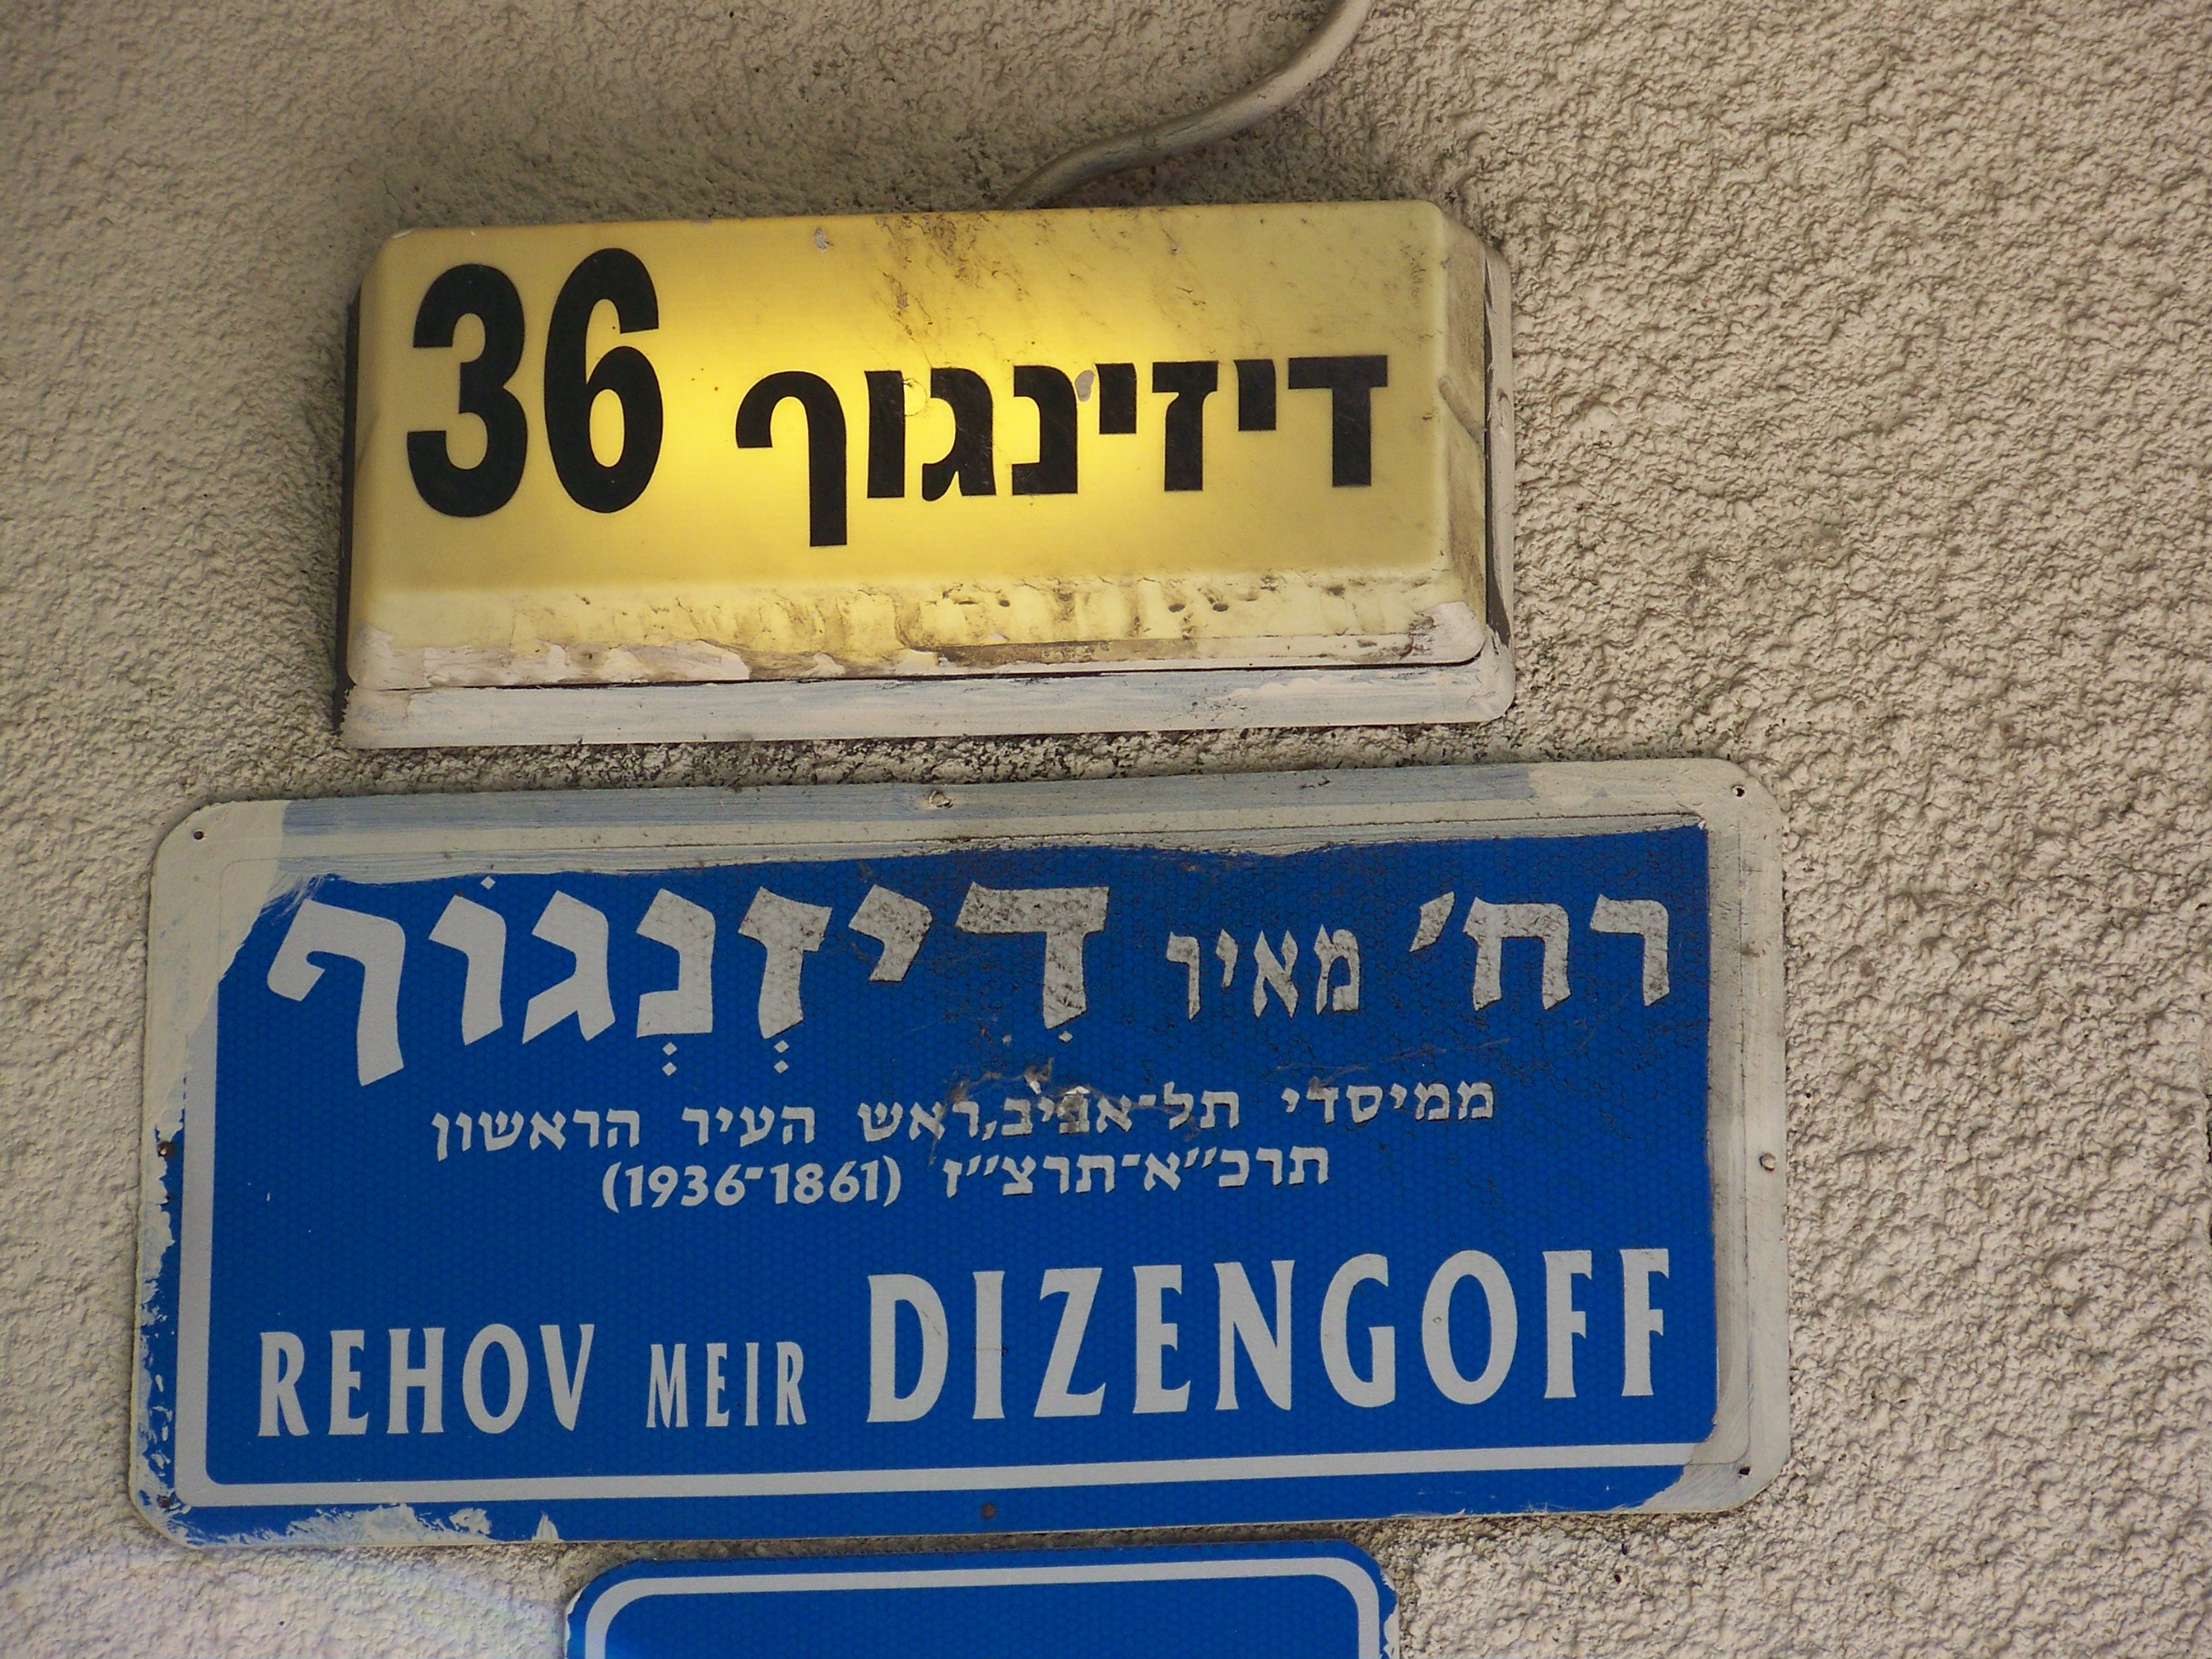 דיזינגוף 36
רח' מאיר דִיזְנְגוֹף
ממיסדי תל-אביב, ראש העיר הראשון
תרכ"א-תרצ"ז (1936-1861)
REHOV MEIR DIZENGOFF